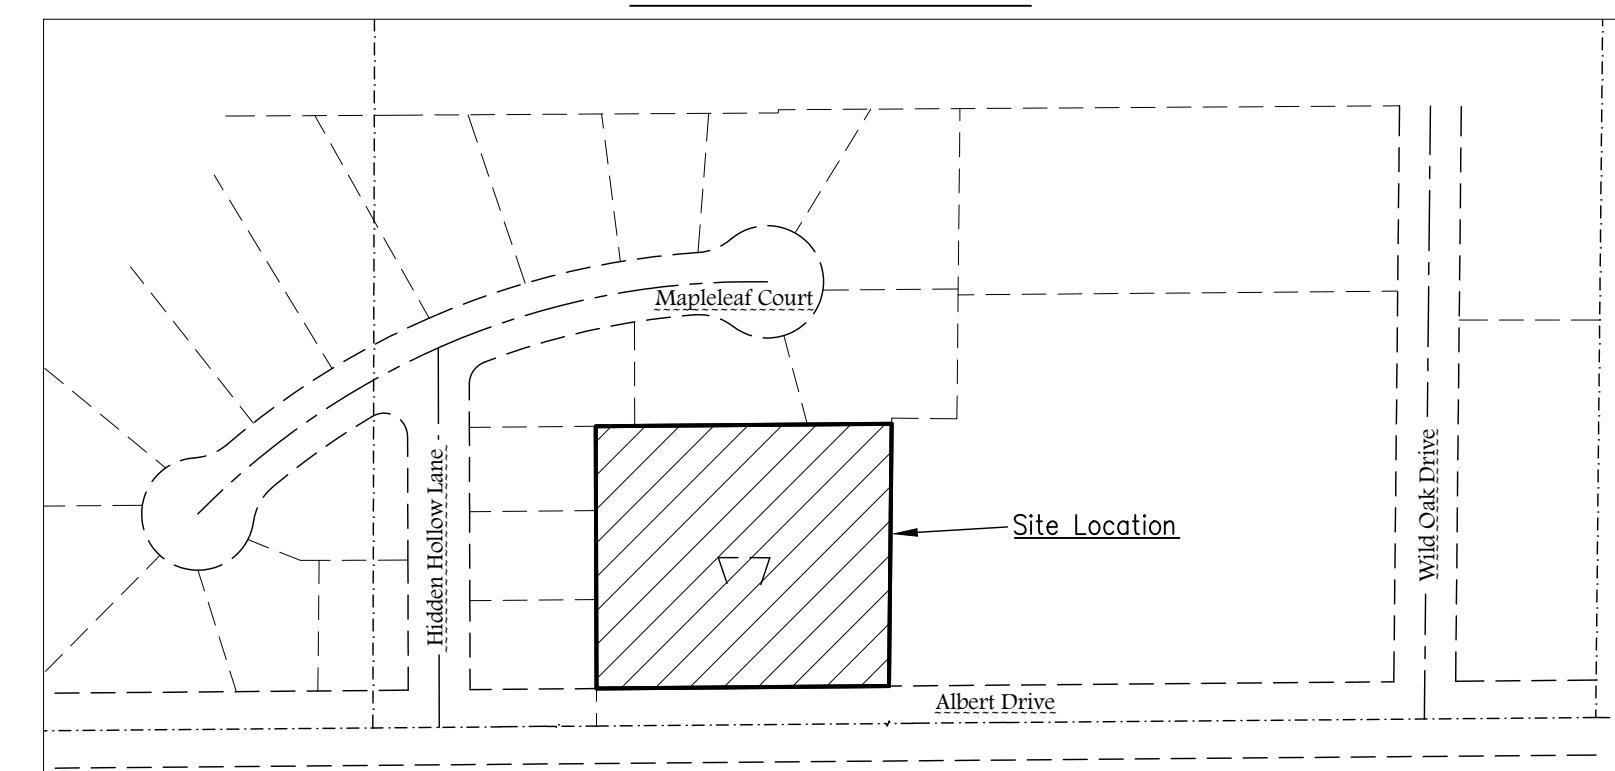 Mapleleaf Court
Hidden Hollow Lane
Site Location
Wild Oak Drive
Albert Drive